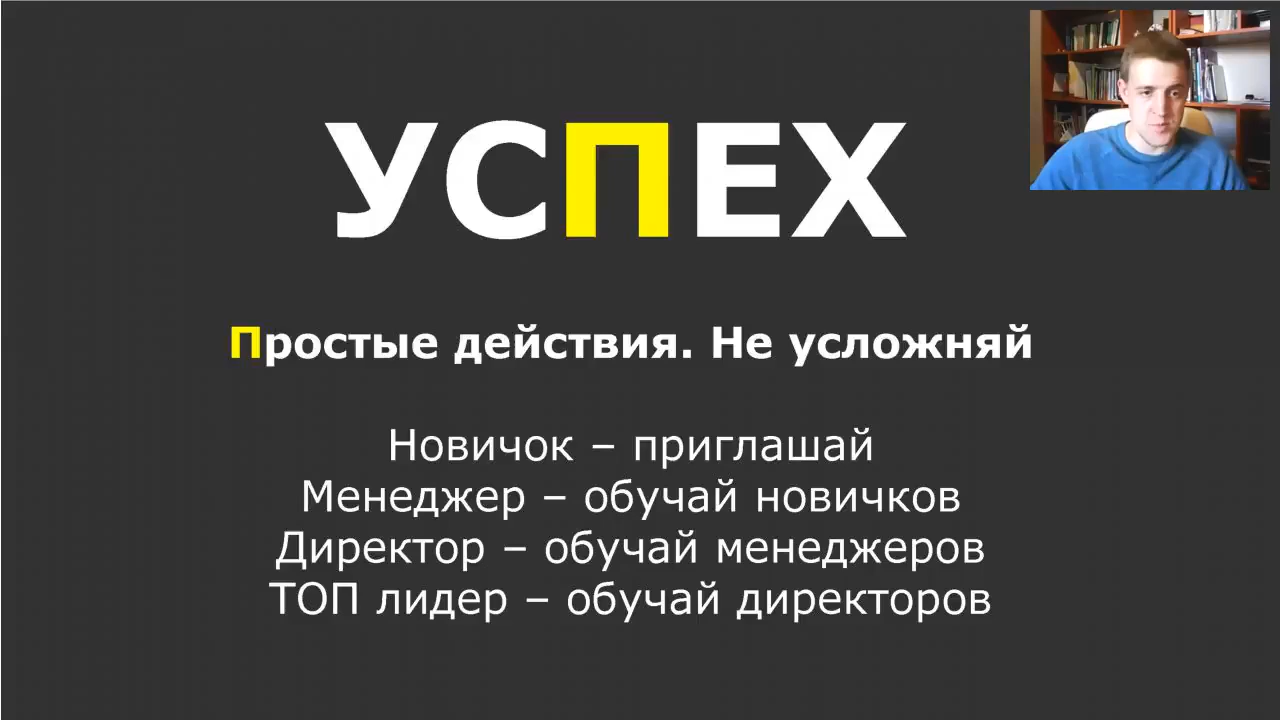 УСПЕХ
Простые действия. Не усложняй
Новичок – приглашай
Менеджер – обучай новичков
Директор – обучай менеджеров
ТОП лидер – обучай директоров